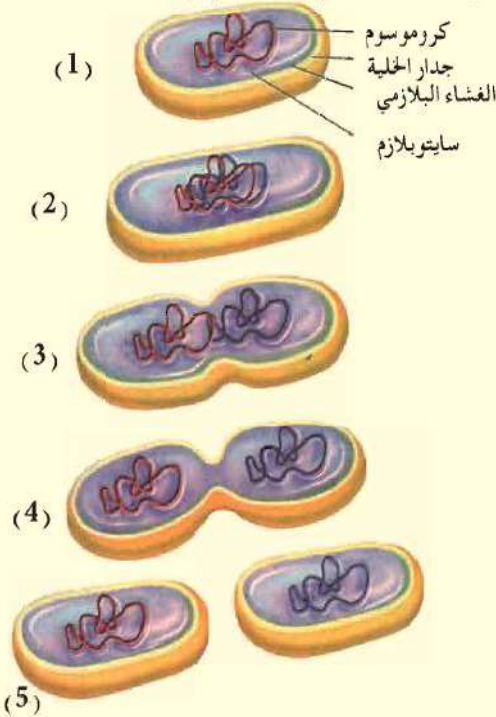 كروموسوم
(1)
جدار الخلية
الغشاء البلازمي
سايتوبلازم
(2)
(3)
(4)
(5)